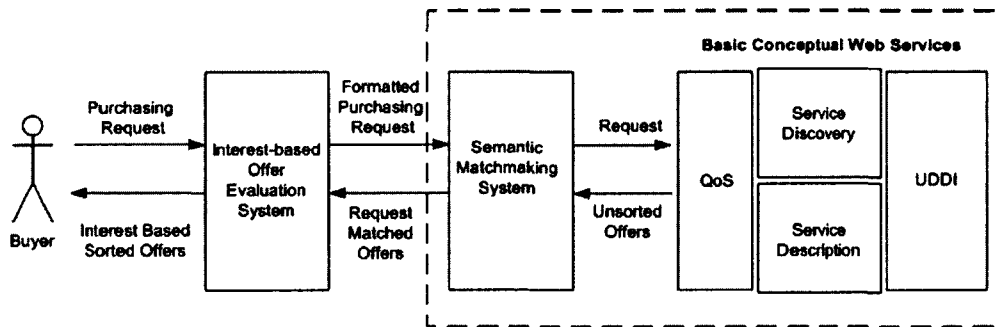 Basic Conceptual Web Services
Purchasing
Request
Formatted
Purchasing
Request
Request
Interest-based
Offer
Evaluation
System
Semantic
Matchmaking
System
QoS
Service
Discovery
UDDI
Interest Based
Sorted Offers
Request
Matched
Offers
Unsorted
Offers
Service
Description
Buyer